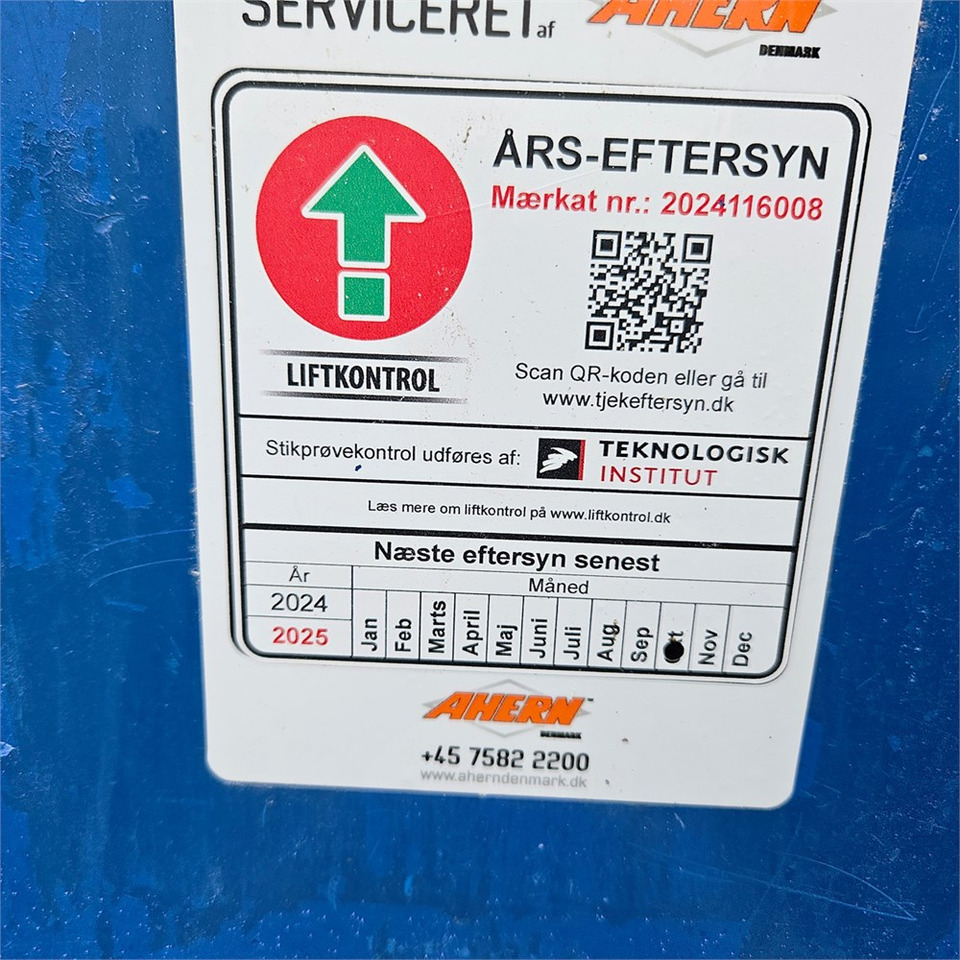 SERVICERET af AHERN
DENMARK
ÅRS-EFTERSYN
Mærkat nr.: 2024116008
Scan QR-koden eller gå til
www.tjekeftersyn.dk
LIFTKONTROL
Stikprøvekontrol udføres af: TEKNOLOGISK
INSTITUT
Læs mere om liftkontrol på www.liftkontrol.dk
Næste eftersyn senest
År Måned
2024
2025
Jan Feb Marts April Maj Juni Juli Aug Sep Nov Dec
AHERN™
DENMARK
+45 7582 2200
www.aherndenmark.dk